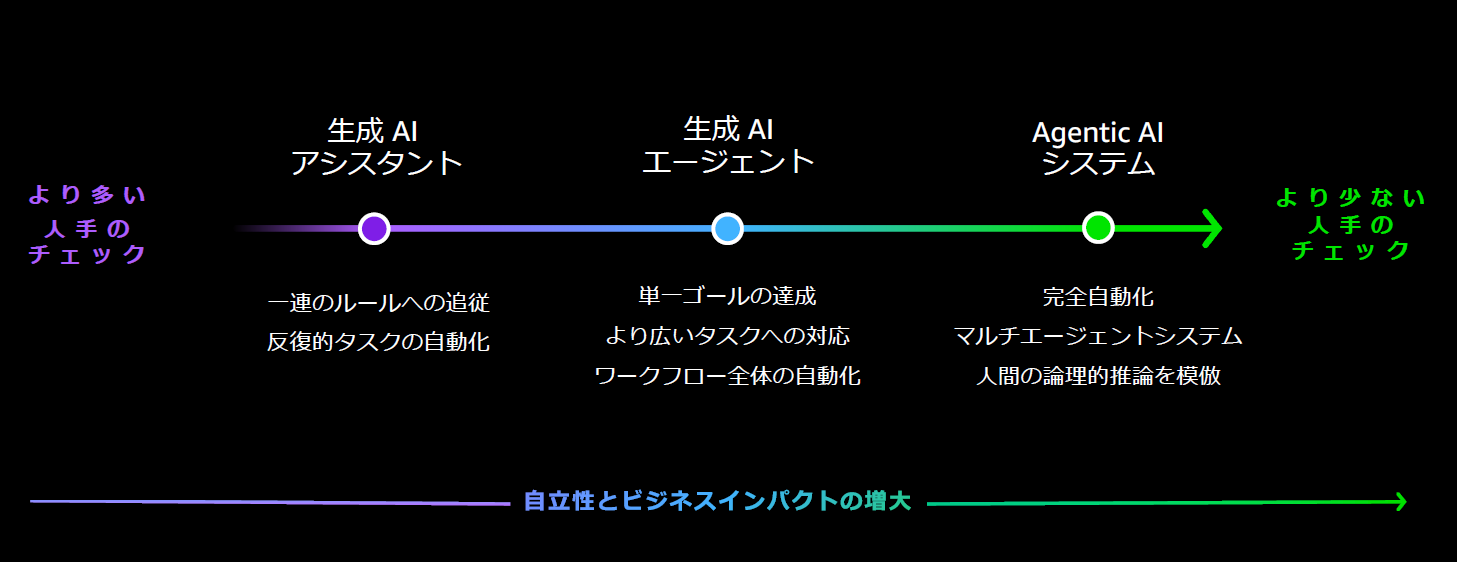 生成 AI
アシスタント
生成 AI
エージェント
Agentic AI
システム
より多い
人手の
チェック
より少ない
人手の
チェック
一連のルールへの追従
反復的タスクの自動化
単一ゴールの達成
より広いタスクへの対応
ワークフロー全体の自動化
完全自動化
マルチエージェントシステム
人間の論理的推論を模倣
自立性とビジネスインパクトの増大